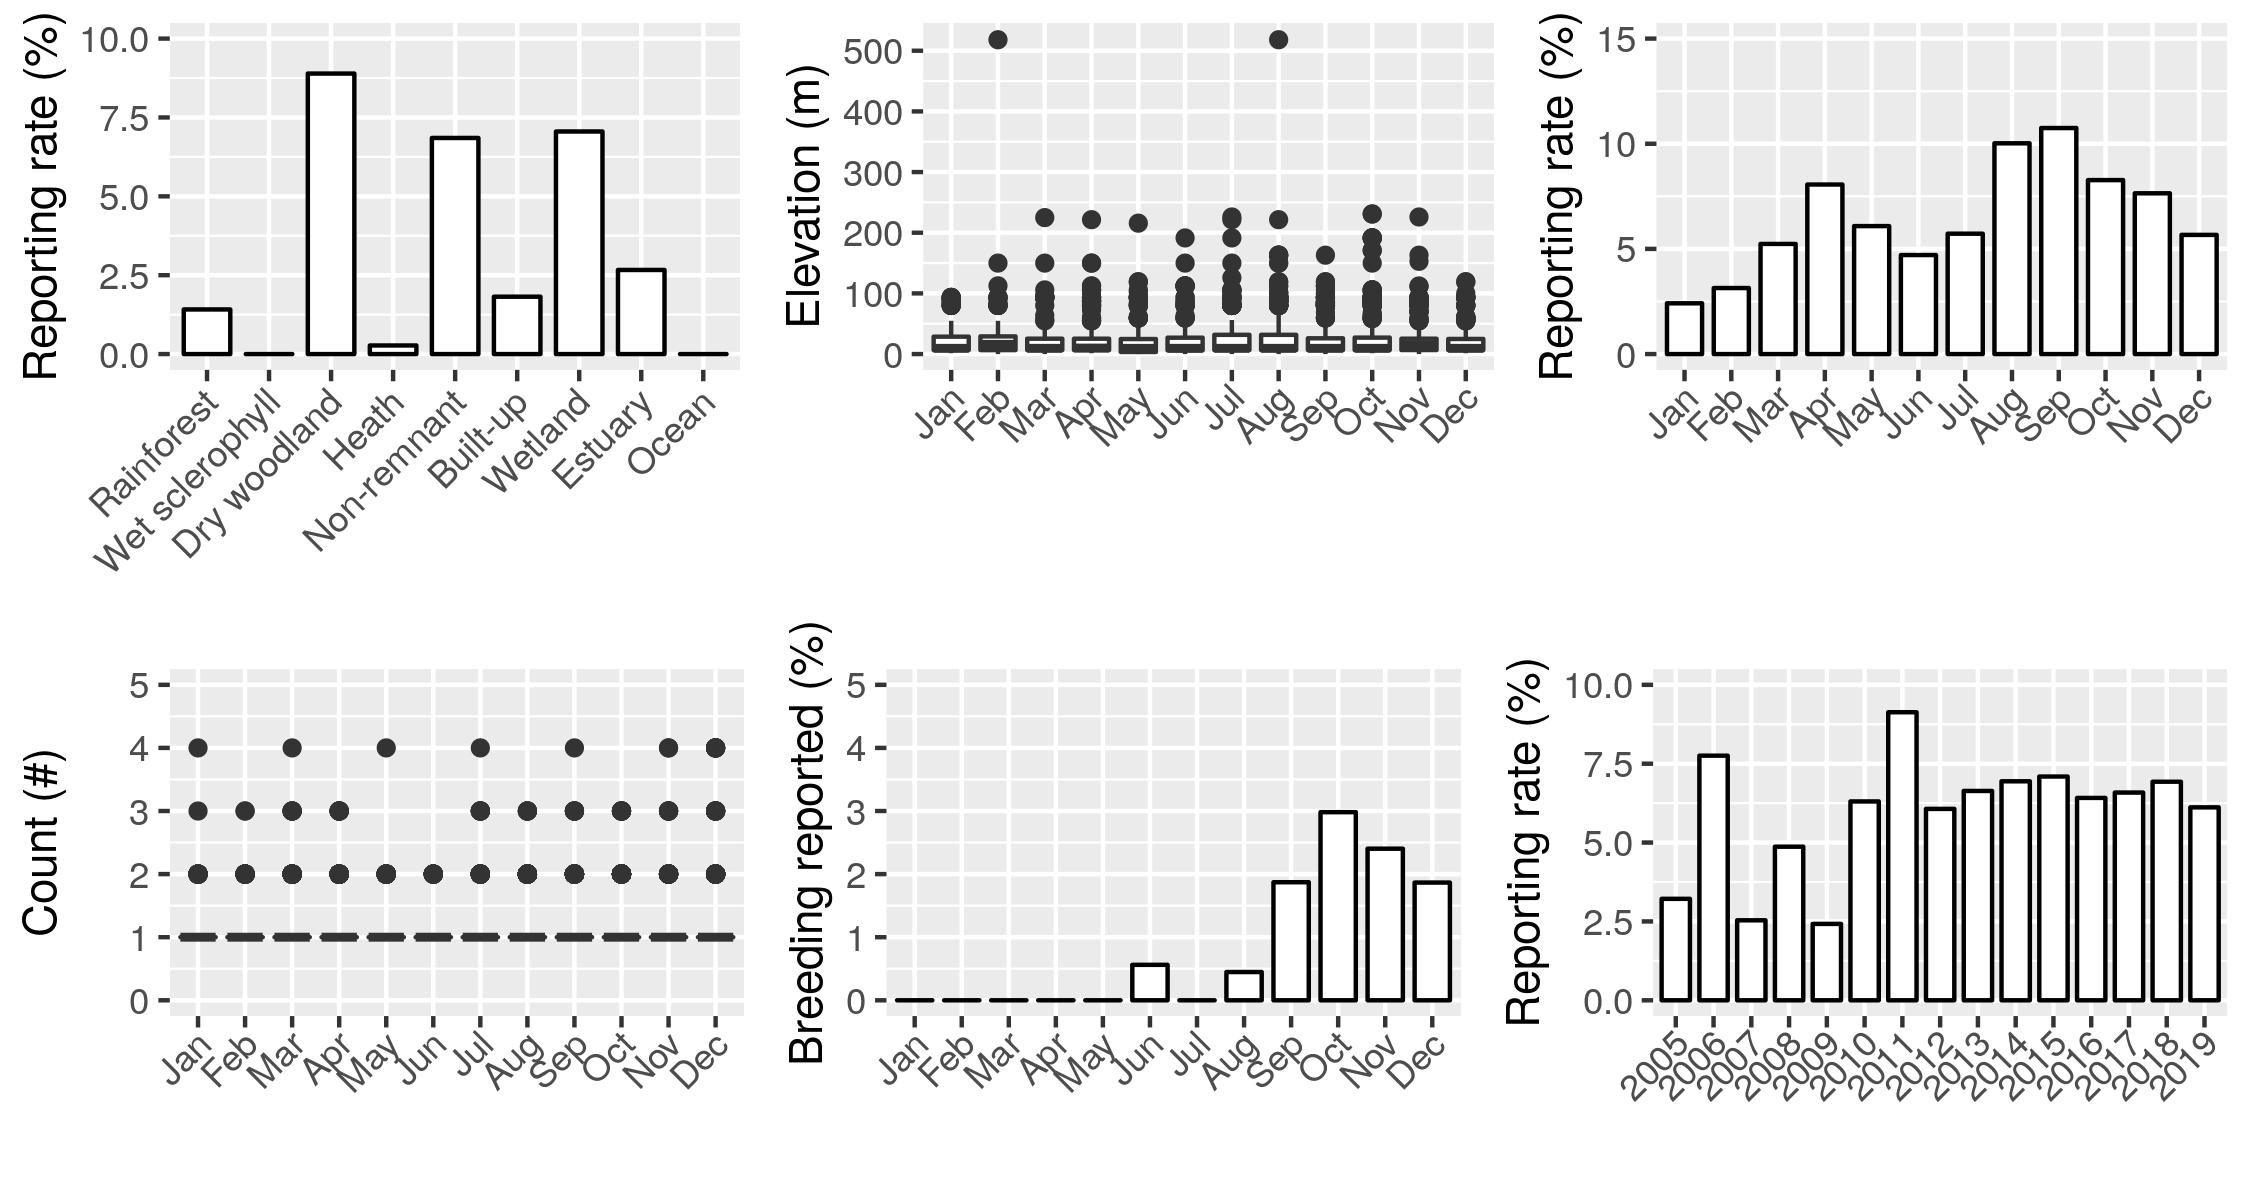 Reporting rate (%)
10.0
7.5
5.0
2.5
0.0
Rainforest
Wet sclerophyll
Dry woodland
Heath
Non-remnant
Built-up
Wetland
Estuary
Ocean
Elevation (m)
500
400
300
200
100
0
Jan
Feb
Mar
Apr
May
Jun
Jul
Aug
Sep
Oct
Nov
Dec
Reporting rate (%)
15
10
5
0
Jan
Feb
Mar
Apr
May
Jun
Jul
Aug
Sep
Oct
Nov
Dec
Count (#)
5
4
3
2
1
0
Jan
Feb
Mar
Apr
May
Jun
Jul
Aug
Sep
Oct
Nov
Dec
Breeding reported (%)
5
4
3
2
1
0
Jan
Feb
Mar
Apr
May
Jun
Jul
Aug
Sep
Oct
Nov
Dec
Reporting rate (%)
10.0
7.5
5.0
2.5
0.0
2005
2006
2007
2008
2009
2010
2011
2012
2013
2014
2015
2016
2017
2018
2019